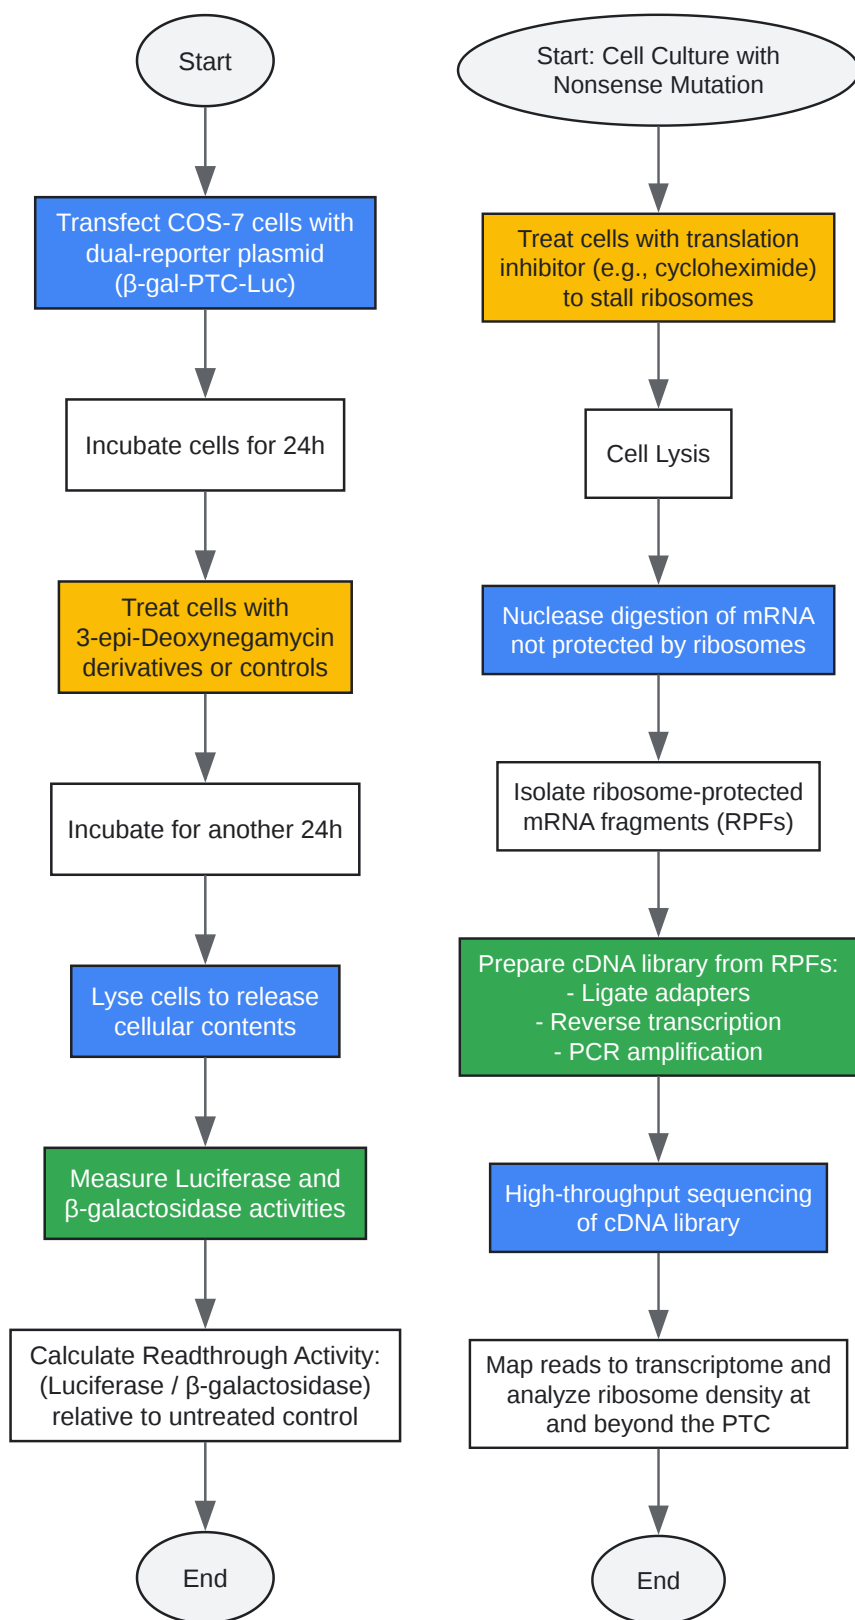 Start
Transfect COS-7 cells with
dual-reporter plasmid
(β-gal-PTC-Luc)
Incubate cells for 24h
Treat cells with
3-epi-Deoxynegamycin
derivatives or controls
Incubate for another 24h
Lyse cells to release
cellular contents
Measure Luciferase and
β-galactosidase activities
Calculate Readthrough Activity:
(Luciferase / β-galactosidase)
relative to untreated control
End
Start: Cell Culture with
Nonsense Mutation
Treat cells with translation
inhibitor (e.g., cycloheximide)
to stall ribosomes
Cell Lysis
Nuclease digestion of mRNA
not protected by ribosomes
Isolate ribosome-protected
mRNA fragments (RPFs)
Prepare cDNA library from RPFs:
- Ligate adapters
- Reverse transcription
- PCR amplification
High-throughput sequencing
of cDNA library
Map reads to transcriptome and
analyze ribosome density at
and beyond the PTC
End